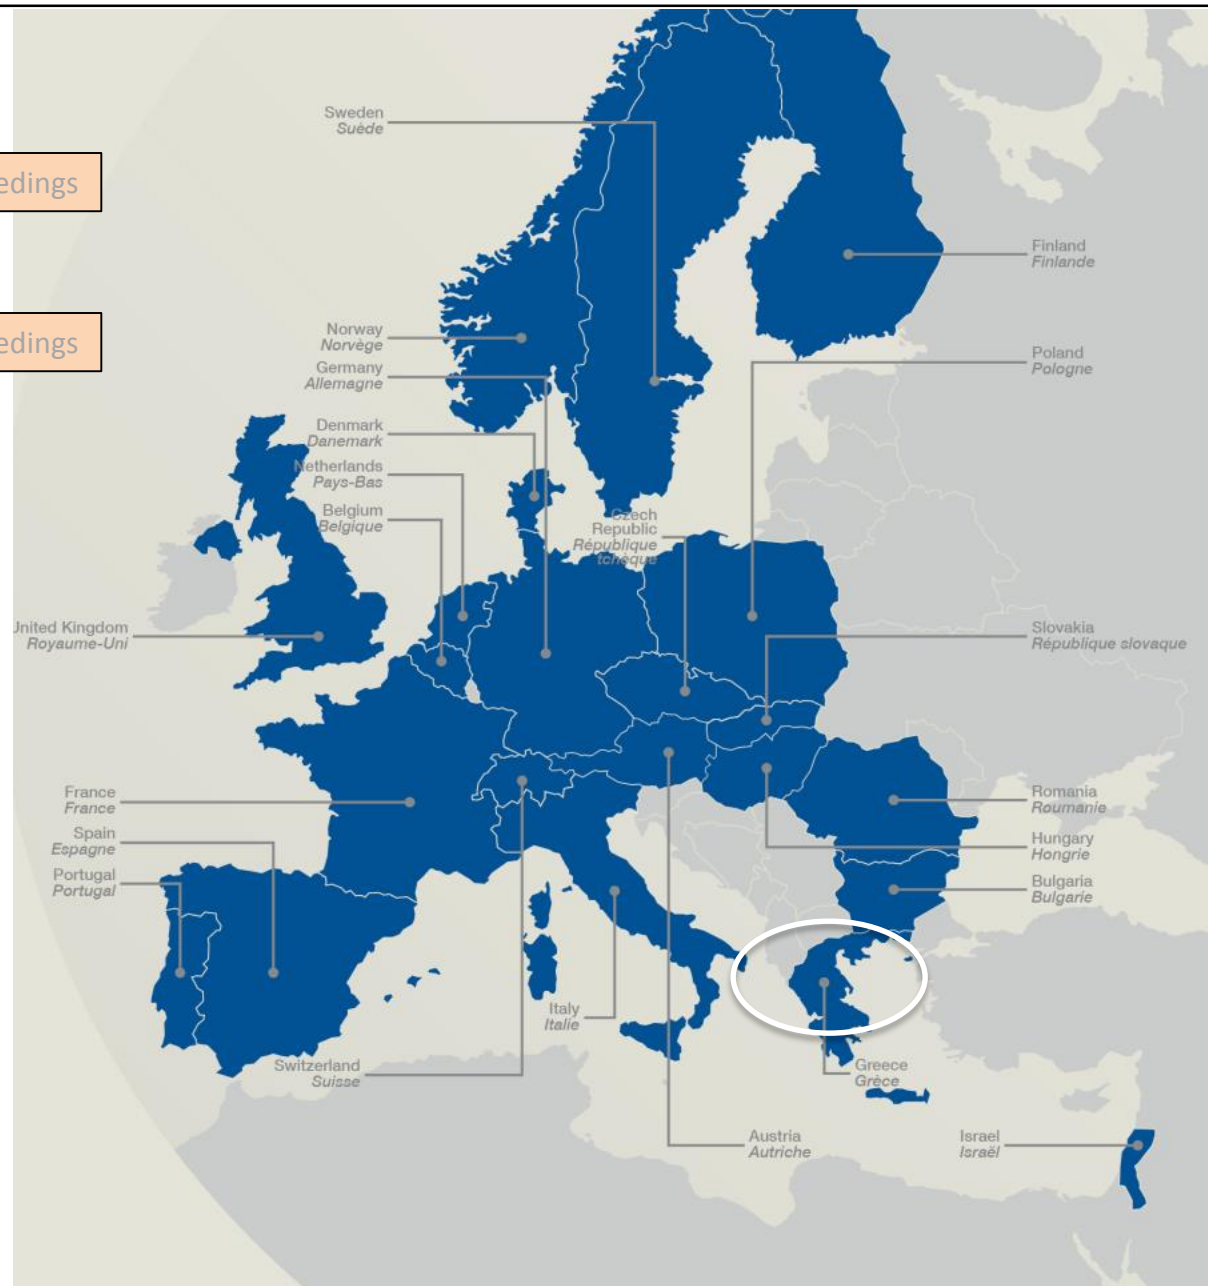 Sweden
Suède
edings
Finland
Finlande
edings
Norway
Norvège
Germany
Allemagne
Poland
Pologne
Denmark
Danemark
Netherlands
Pays-Bas
Belgium
Belgique
Czech
Republic
République
tchèque
United Kingdom
Royaume-Uni
Slovakia
République slovaque
France
France
Romania
Roumanie
Spain
Espagne
Hungary
Hongrie
Portugal
Portugal
Bulgaria
Bulgarie
Italy
Italie
Switzerland
Suisse
Greece
Grèce
Austria
Autriche
Israel
Israël